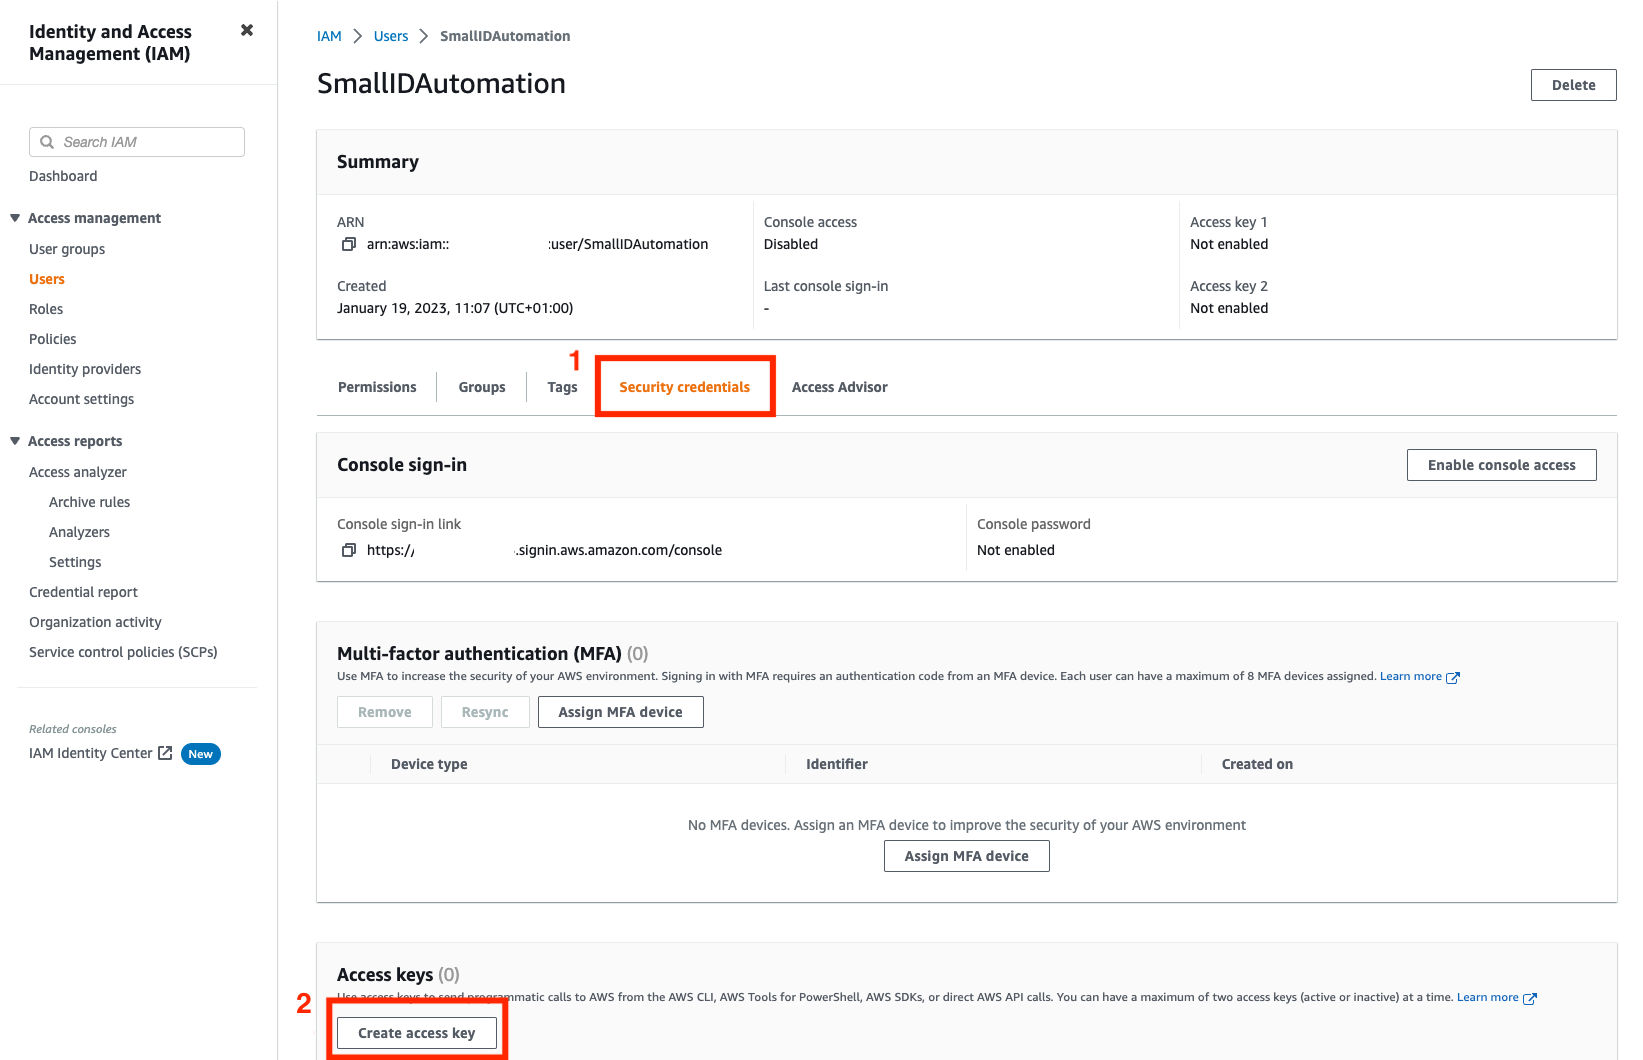 Identity and Access
Management (IAM)
Search IAM
Dashboard
Access management
User groups
Users
Roles
Policies
Identity providers
Account settings
Access reports
Access analyzer
Archive rules
Analyzers
Settings
Credential report
Organization activity
Service control policies (SCPs)
Related consoles
IAM Identity Center New
IAM > Users > SmallIDAutomation
SmallIDAutomation
Delete
Summary
ARN
arn:aws:iam:: :user/SmallIDAutomation
Created
January 19, 2023, 11:07 (UTC+01:00)
Console access
Disabled
Last console sign-in
-
Access key 1
Not enabled
Access key 2
Not enabled
1
Permissions Groups Tags Security credentials Access Advisor
Console sign-in
Enable console access
Console sign-in link
https:// .signin.aws.amazon.com/console
Console password
Not enabled
Multi-factor authentication (MFA) (0)
Use MFA to increase the security of your AWS environment. Signing in with MFA requires an authentication code from an MFA device. Each user can have a maximum of 8 MFA devices assigned. Learn more
Remove Resync Assign MFA device
Device type Identifier Created on
No MFA devices. Assign an MFA device to improve the security of your AWS environment
Assign MFA device
Access keys (0)
2
Use access keys to send programmatic calls to AWS from the AWS CLI, AWS Tools for PowerShell, AWS SDKs, or direct AWS API calls. You can have a maximum of two access keys (active or inactive) at a time. Learn more
Create access key